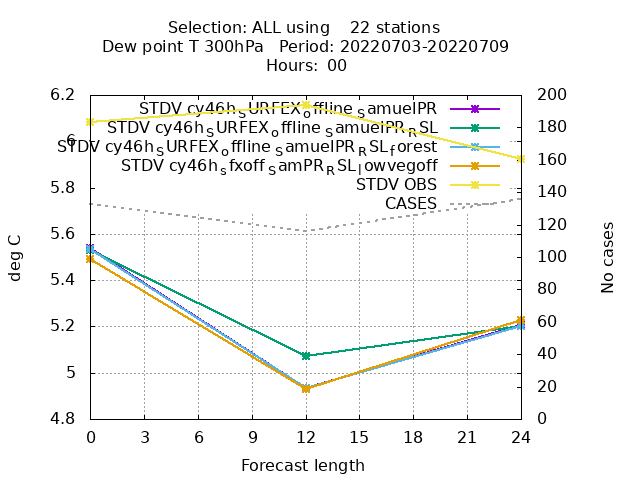 Selection: ALL using    22 stations
Dew point T 300hPa   Period: 20220703-20220709
Hours:  00
6.2
6
5.8
5.6
5.4
5.2
5
4.8
deg C
STDV cy46h_SURFEX_offline_samuelPR
STDV cy46h_SURFEX_offline_samuelPR_RSL
STDV cy46h_SURFEX_offline_samuelPR_RSL_forest
STDV cy46h_sfxoff_samPR_RSL_lowvegoff
STDV OBS
CASES
200
180
160
140
120
100
80
60
40
20
0
No cases
0 3 6 9 12 15 18 21 24
Forecast length